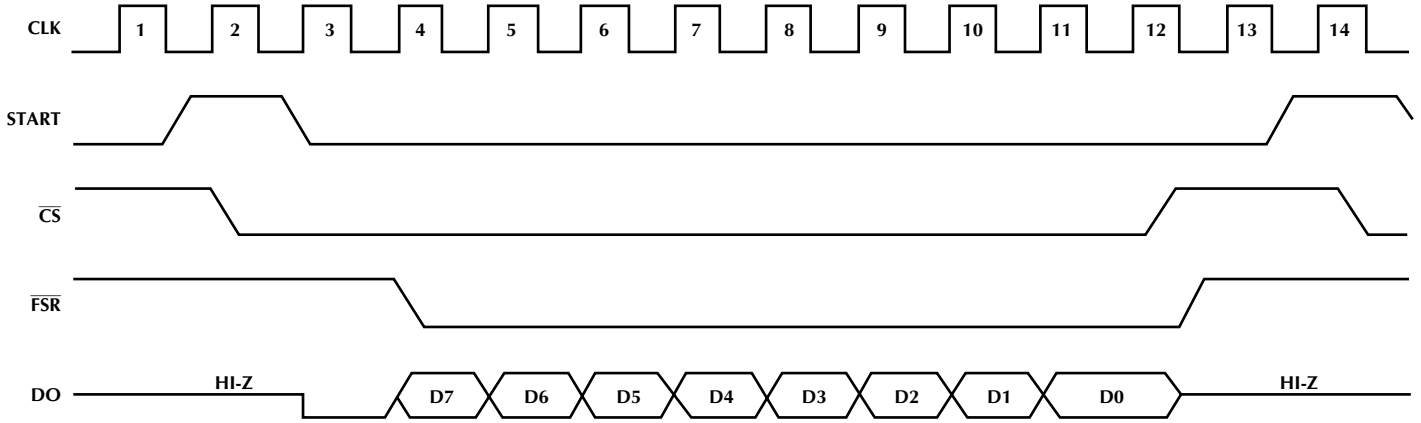 CLK 1 2 3 4 5 6 7 8 9 10 11 12 13 14
START
CS
FSR
DO HI-Z D7 D6 D5 D4 D3 D2 D1 D0 HI-Z